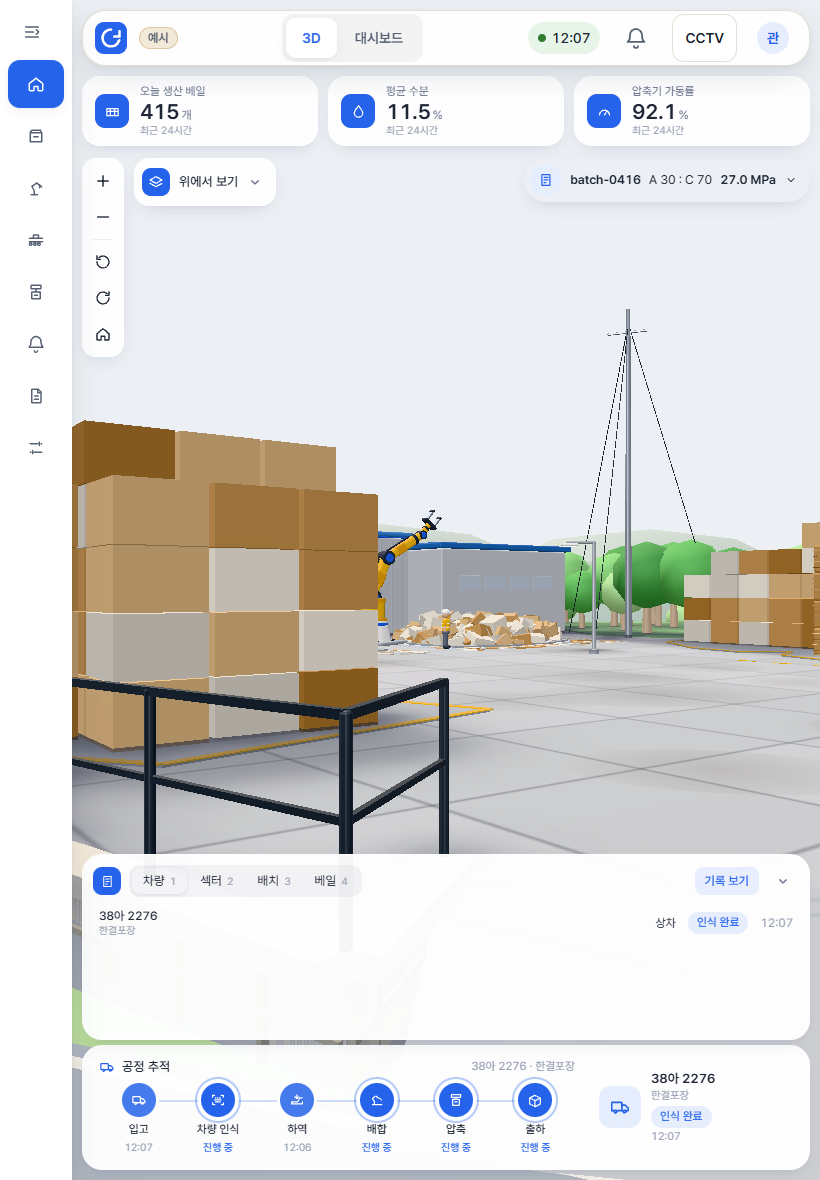 예시
3D
대시보드
12:07
CCTV
관
오늘 생산 베일
415개
최근 24시간
평균 수분
11.5%
최근 24시간
압축기 가동률
92.1%
최근 24시간
위에서 보기
batch-0416 A 30 : C 70 27.0 MPa
차량 1
섹터 2
배치 3
베일 4
기록 보기
38아 2276
한결포장
상차
인식 완료
12:07
공정 추적
38아 2276 · 한결포장
입고
12:07
차량 인식
진행 중
하역
12:06
배합
진행 중
압축
진행 중
출하
진행 중
38아 2276
한결포장
인식 완료
12:07